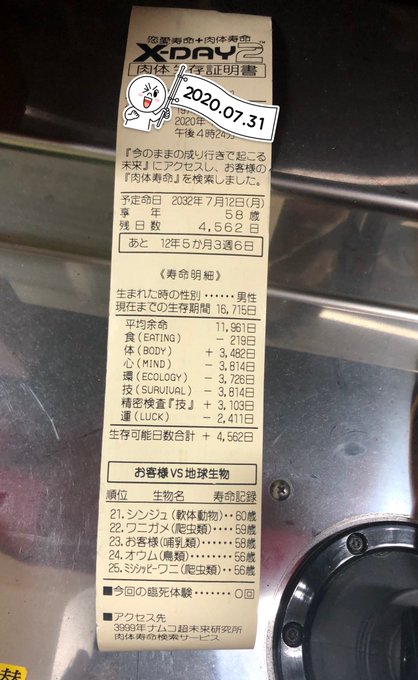 恋愛寿命+肉体寿命
X-DAY2
肉体生存証明書
2020.07.31
2020年
午後4時24分
『今のままの成り行きで起こる
未来』にアクセスし、お客様の
『肉体寿命』を検索しました。
予定命日 2032年7月12日(月)
享年 58歳
残日数 4,562日
あと 12年5か月3週6日
《寿命明細》
生まれた時の性別……男性
現在までの生存期間 16,715日
平均余命 11,961日
食(EATING) - 219日
体(BODY) + 3,482日
心(MIND) - 3,814日
環(ECOLOGY) - 3,726日
技(SURVIVAL) - 3,814日
精密検査『技』 + 3,103日
運(LUCK) - 2,411日
生存可能日数合計 + 4,562日
お客様VS地球生物
順位 生物名 寿命記録
21.シンジュ(軟体動物)‥60歳
22.ワニガメ(爬虫類)‥‥59歳
23.お客様(哺乳類)‥‥‥58歳
24.オウム(鳥類)‥‥‥‥56歳
25.ミシシッピーワニ(爬虫類)‥56歳
■今回の臨死体験‥‥‥‥0回
■アクセス先
3999年ナムコ超未来研究所
肉体寿命検索サービス
替